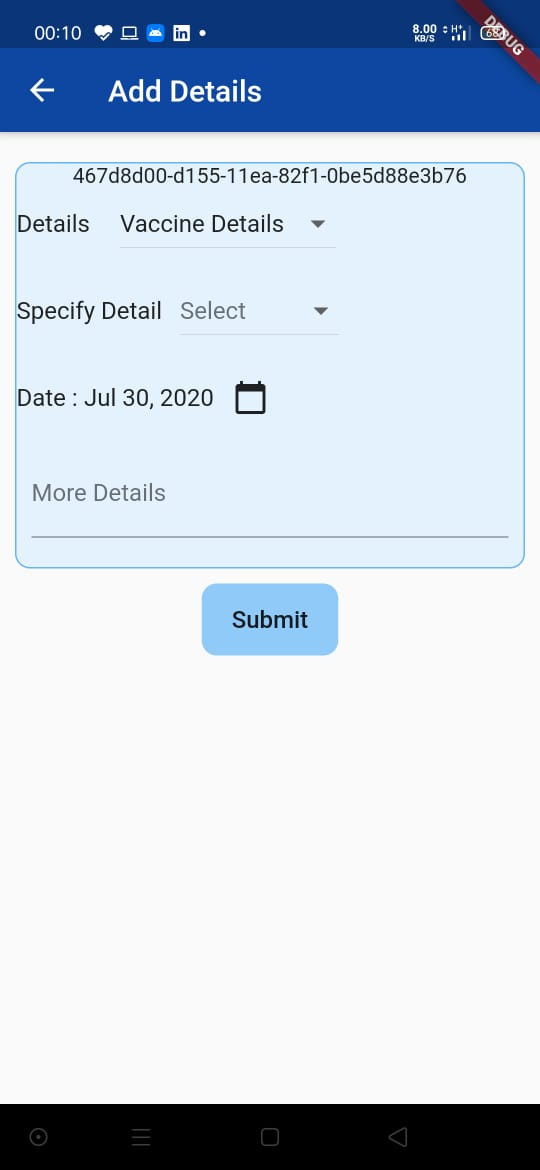 00:10 8.00 KB/S H+ DEBUG
Add Details
467d8d00-d155-11ea-82f1-0be5d88e3b76
Details Vaccine Details
Specify Detail Select
Date : Jul 30, 2020
More Details
Submit